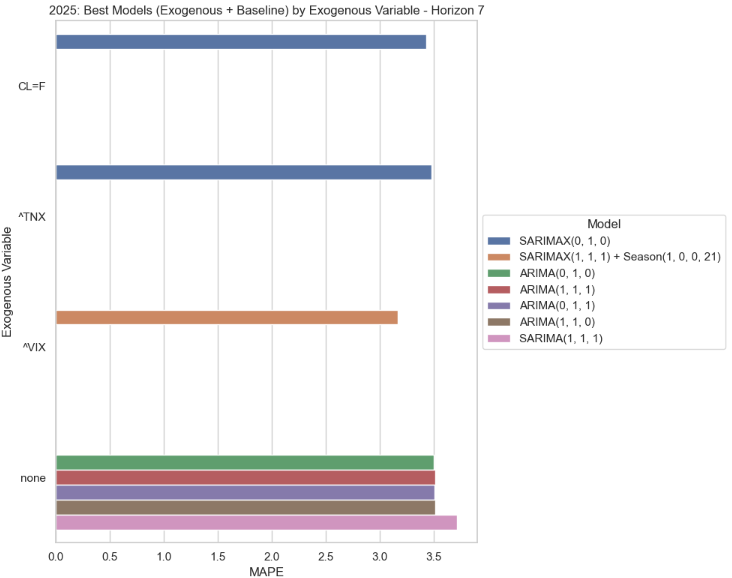 2025: Best Models (Exogenous + Baseline) by Exogenous Variable - Horizon 7
Exogenous Variable
CL=F
^TNX
^VIX
none
0.0 0.5 1.0 1.5 2.0 2.5 3.0 3.5
MAPE
Model
SARIMAX(0, 1, 0)
SARIMAX(1, 1, 1) + Season(1, 0, 0, 21)
ARIMA(0, 1, 0)
ARIMA(1, 1, 1)
ARIMA(0, 1, 1)
ARIMA(1, 1, 0)
SARIMA(1, 1, 1)